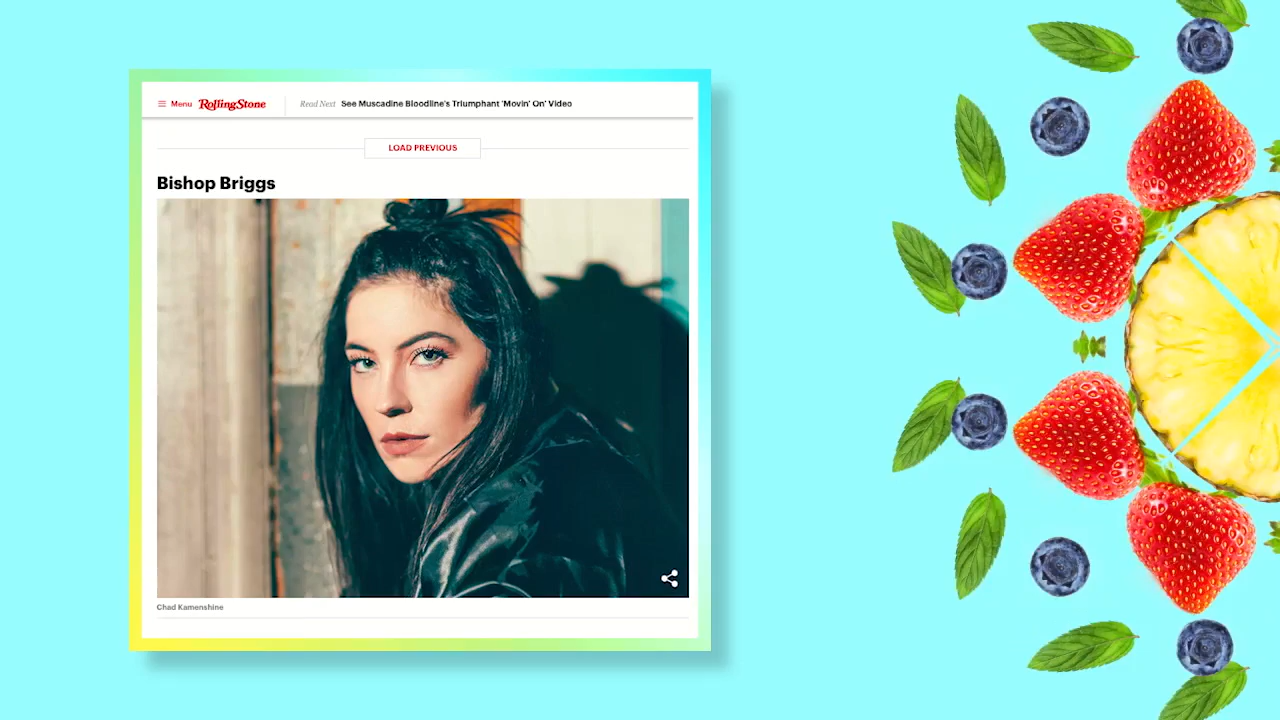 Menu RollingStone Read Next See Muscadine Bloodline's Triumphant 'Movin' On' Video
LOAD PREVIOUS
Bishop Briggs
Chad Kamenshine